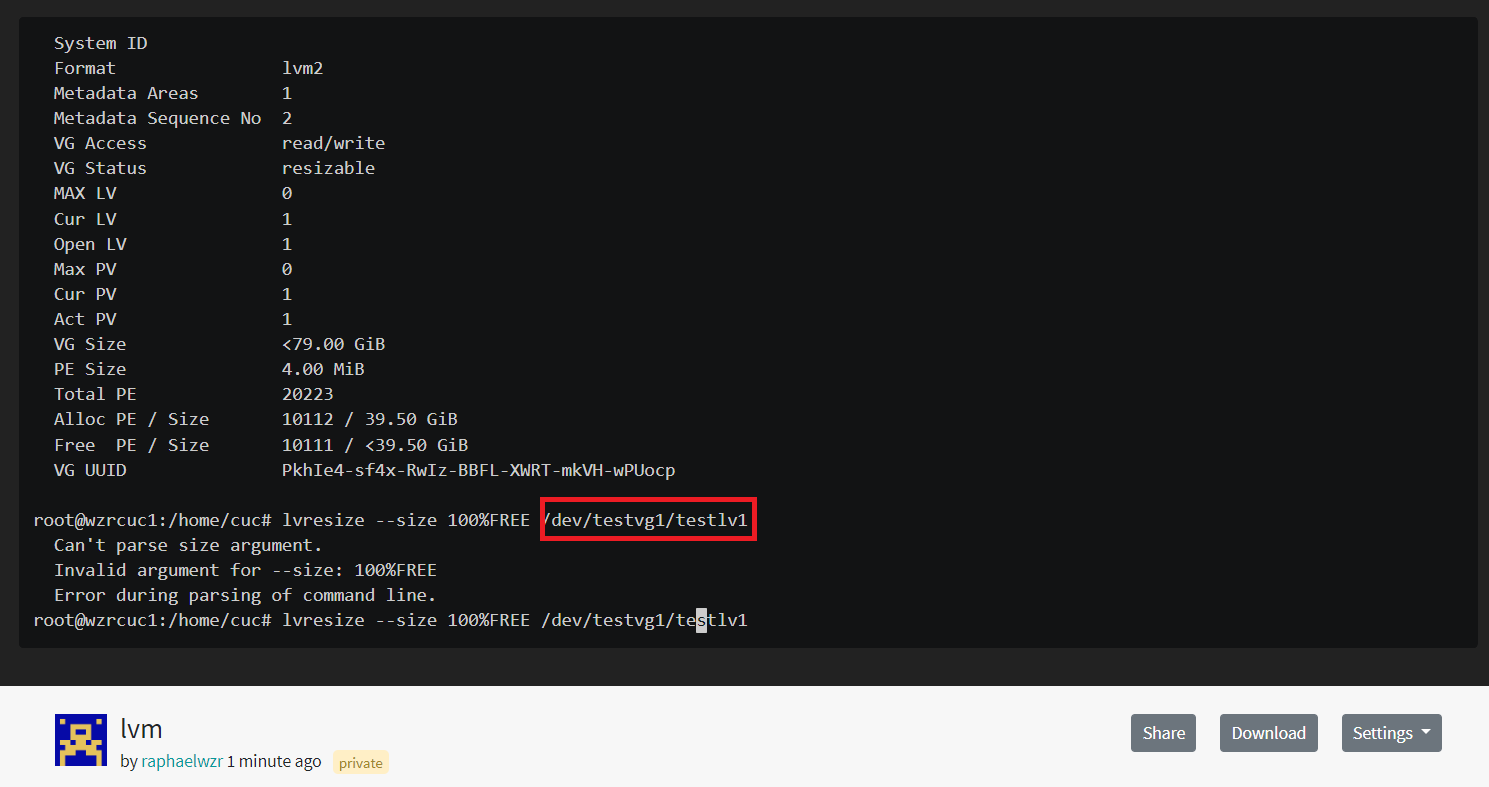 System ID
Format lvm2
Metadata Areas 1
Metadata Sequence No 2
VG Access read/write
VG Status resizable
MAX LV 0
Cur LV 1
Open LV 1
Max PV 0
Cur PV 1
Act PV 1
VG Size <79.00 GiB
PE Size 4.00 MiB
Total PE 20223
Alloc PE / Size 10112 / 39.50 GiB
Free PE / Size 10111 / <39.50 GiB
VG UUID PkhIe4-sf4x-RwIz-BBFL-XWRT-mkVH-wPUocp
root@wzrcuc1:/home/cuc# lvresize --size 100%FREE /dev/testvg1/testlv1
Can't parse size argument.
Invalid argument for --size: 100%FREE
Error during parsing of command line.
root@wzrcuc1:/home/cuc# lvresize --size 100%FREE /dev/testvg1/testlv1
lvm
by raphaelwzr 1 minute ago private
Share Download Settings